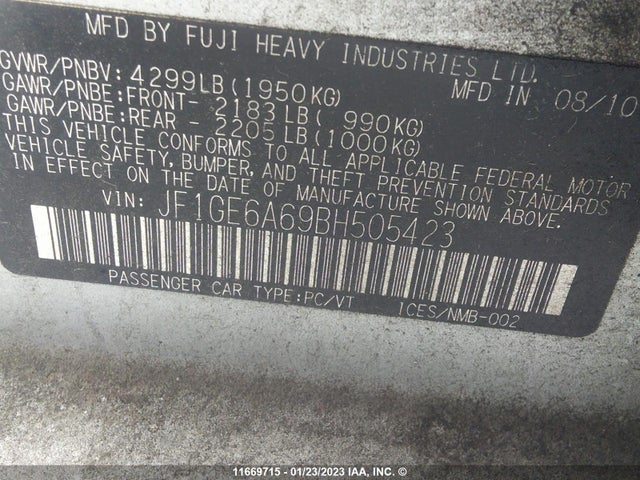 MFD BY FUJI HEAVY INDUSTRIES LTD.
MFD IN 08/10
GVWR/PNBV: 4299LB(1950KG)
GAWR/PNBE:FRONT- 2183LB( 990KG)
GAWR/PNBE:REAR - 2205LB(1000KG)
THIS VEHICLE CONFORMS TO ALL APPLICABLE FEDERAL MOTOR
VEHICLE SAFETY, BUMPER, AND THEFT PREVENTION STANDARDS
IN EFFECT ON THE DATE OF MANUFACTURE SHOWN ABOVE.
VIN: JF1GE6A69BH505423
PASSENGER CAR TYPE:PC/VT ICES/NMB-002
11669715 - 01/23/2023 IAA, INC. ©